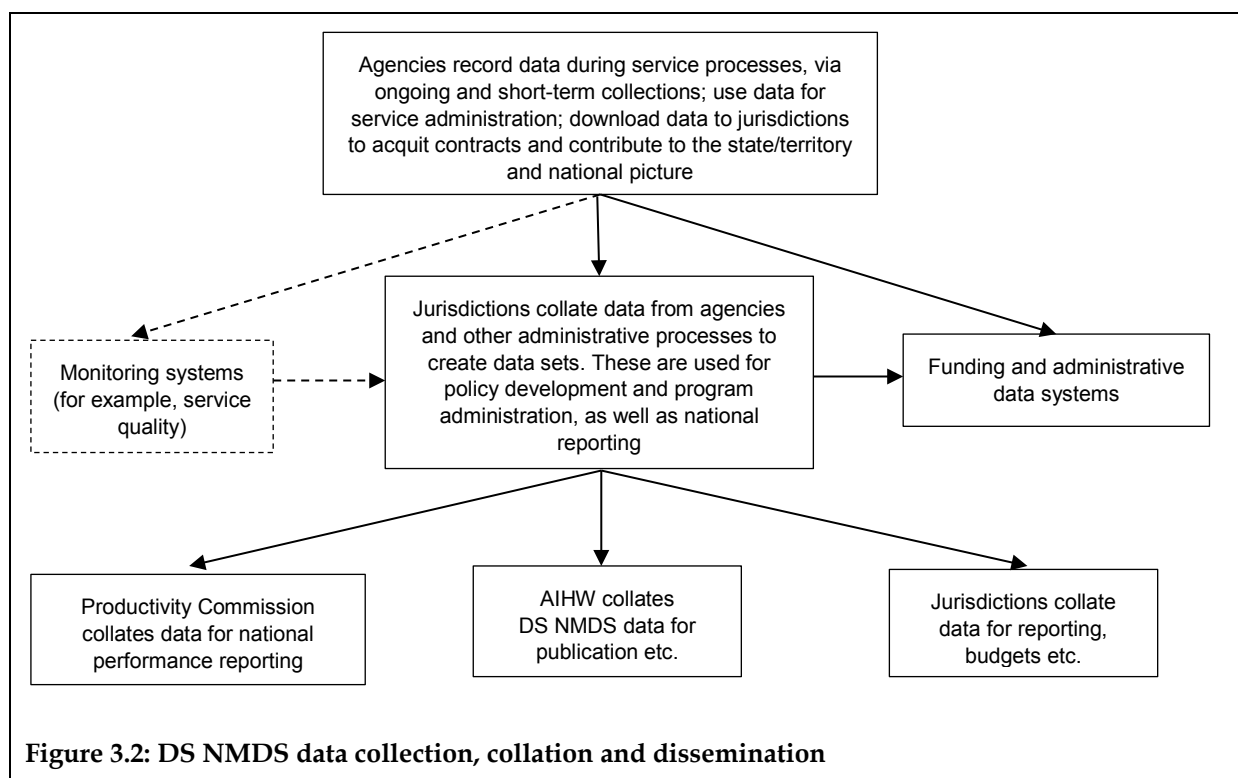 Agencies record data during service processes, via
ongoing and short-term collections; use data for
service administration; download data to jurisdictions
to acquit contracts and contribute to the state/territory
and national picture
Monitoring systems
(for example, service
quality)
Jurisdictions collate data from agencies
and other administrative processes to
create data sets. These are used for
policy development and program
administration, as well as national
reporting
Funding and administrative
data systems
Productivity Commission
collates data for national
performance reporting
AIHW collates
DS NMDS data for
publication etc.
Jurisdictions collate
data for reporting,
budgets etc.
Figure 3.2: DS NMDS data collection, collation and dissemination